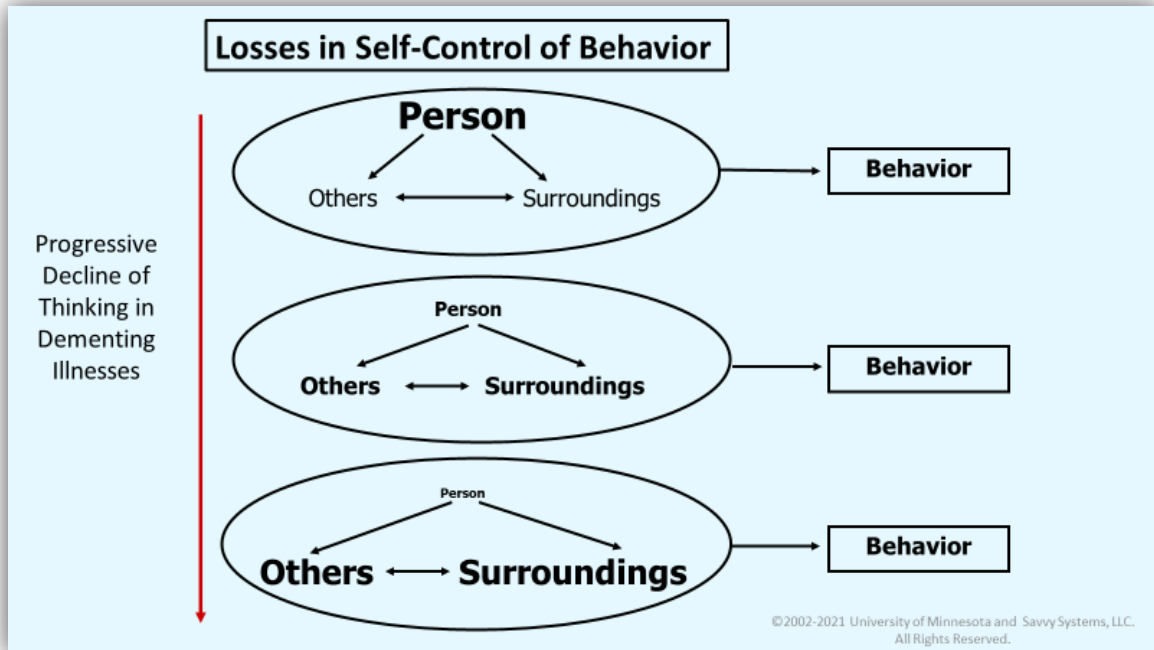 Losses in Self-Control of Behavior
Person
Others
Surroundings
Behavior
Progressive
Decline of
Thinking in
Dementing
Illnesses
Person
Others
Surroundings
Behavior
Person
Others
Surroundings
Behavior
©2002-2021 University of Minnesota and Savvy Systems, LLC.
All Rights Reserved.